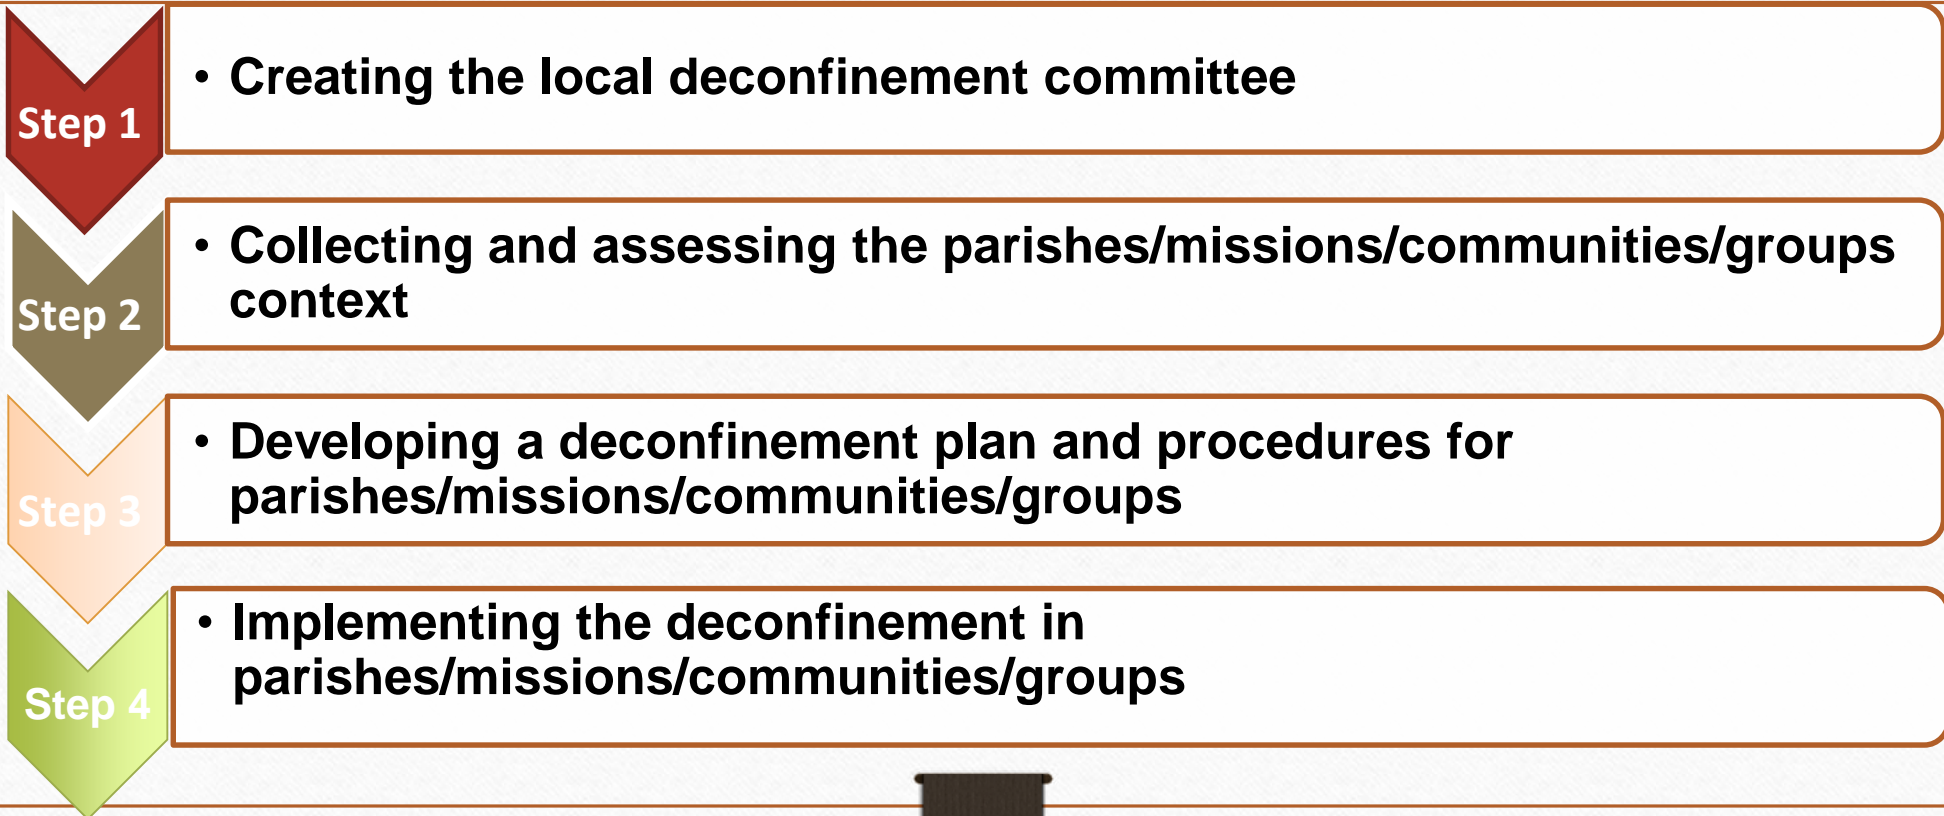 Step 1
• Creating the local deconfinement committee
Step 2
• Collecting and assessing the parishes/missions/communities/groups
context
Step 3
• Developing a deconfinement plan and procedures for
parishes/missions/communities/groups
Step 4
• Implementing the deconfinement in
parishes/missions/communities/groups